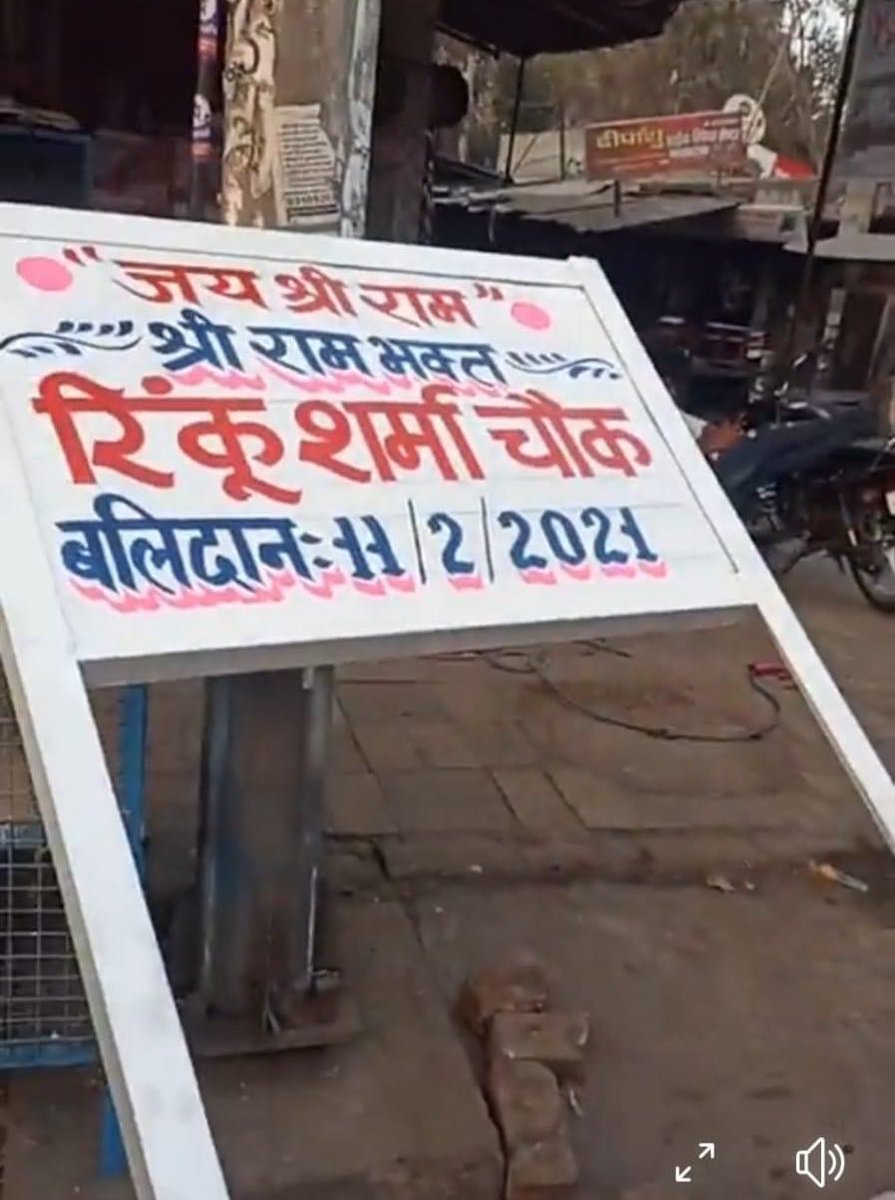 दीपांशु
"जय श्री राम"
श्री राम भक्त
रिंकू शर्मा चौक
बलिदान:-11/2/2021